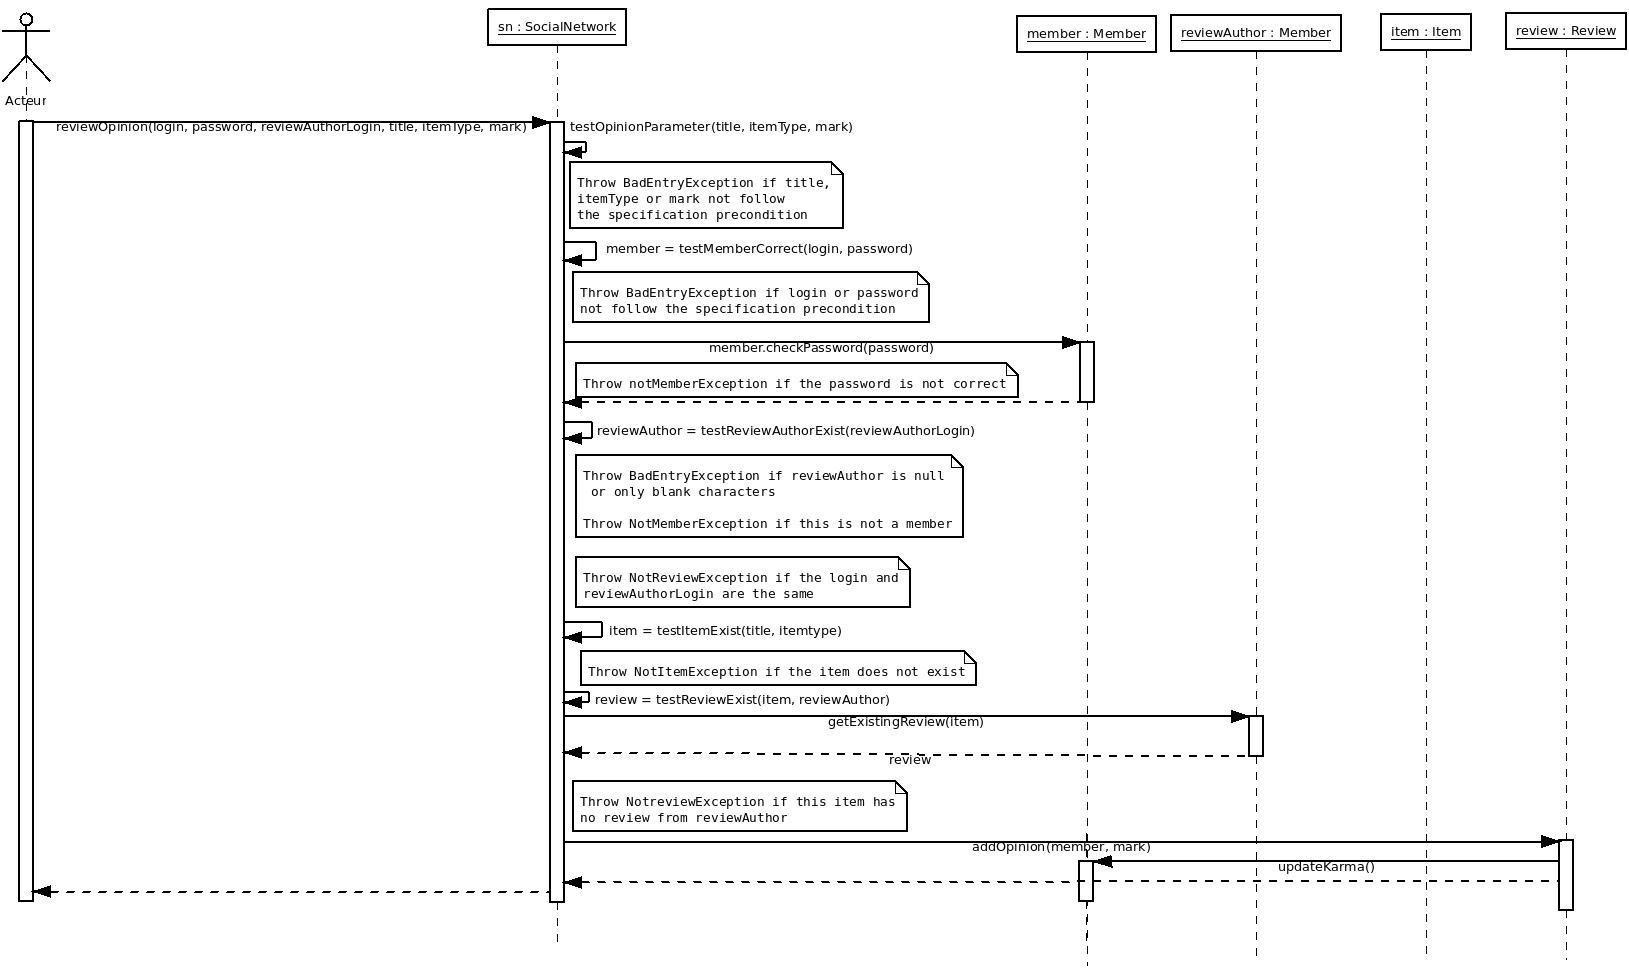 sn : SocialNetwork
member : Member
reviewAuthor : Member
item : Item
review : Review
Acteur
reviewOpinion(login, password, reviewAuthorLogin, title, itemType, mark)
testOpinionParameter(title, itemType, mark)
Throw BadEntryException if title,
itemType or mark not follow
the specification precondition
member = testMemberCorrect(login, password)
Throw BadEntryException if login or password
not follow the specification precondition
member.checkPassword(password)
Throw notMemberException if the password is not correct
reviewAuthor = testReviewAuthorExist(reviewAuthorLogin)
Throw BadEntryException if reviewAuthor is null
or only blank characters
Throw NotMemberException if this is not a member
Throw NotReviewException if the login and
reviewAuthorLogin are the same
item = testItemExist(title, itemtype)
Throw NotItemException if the item does not exist
review = testReviewExist(item, reviewAuthor)
getExistingReview(item)
review
Throw NotreviewException if this item has
no review from reviewAuthor
addOpinion(member, mark)
updateKarma()